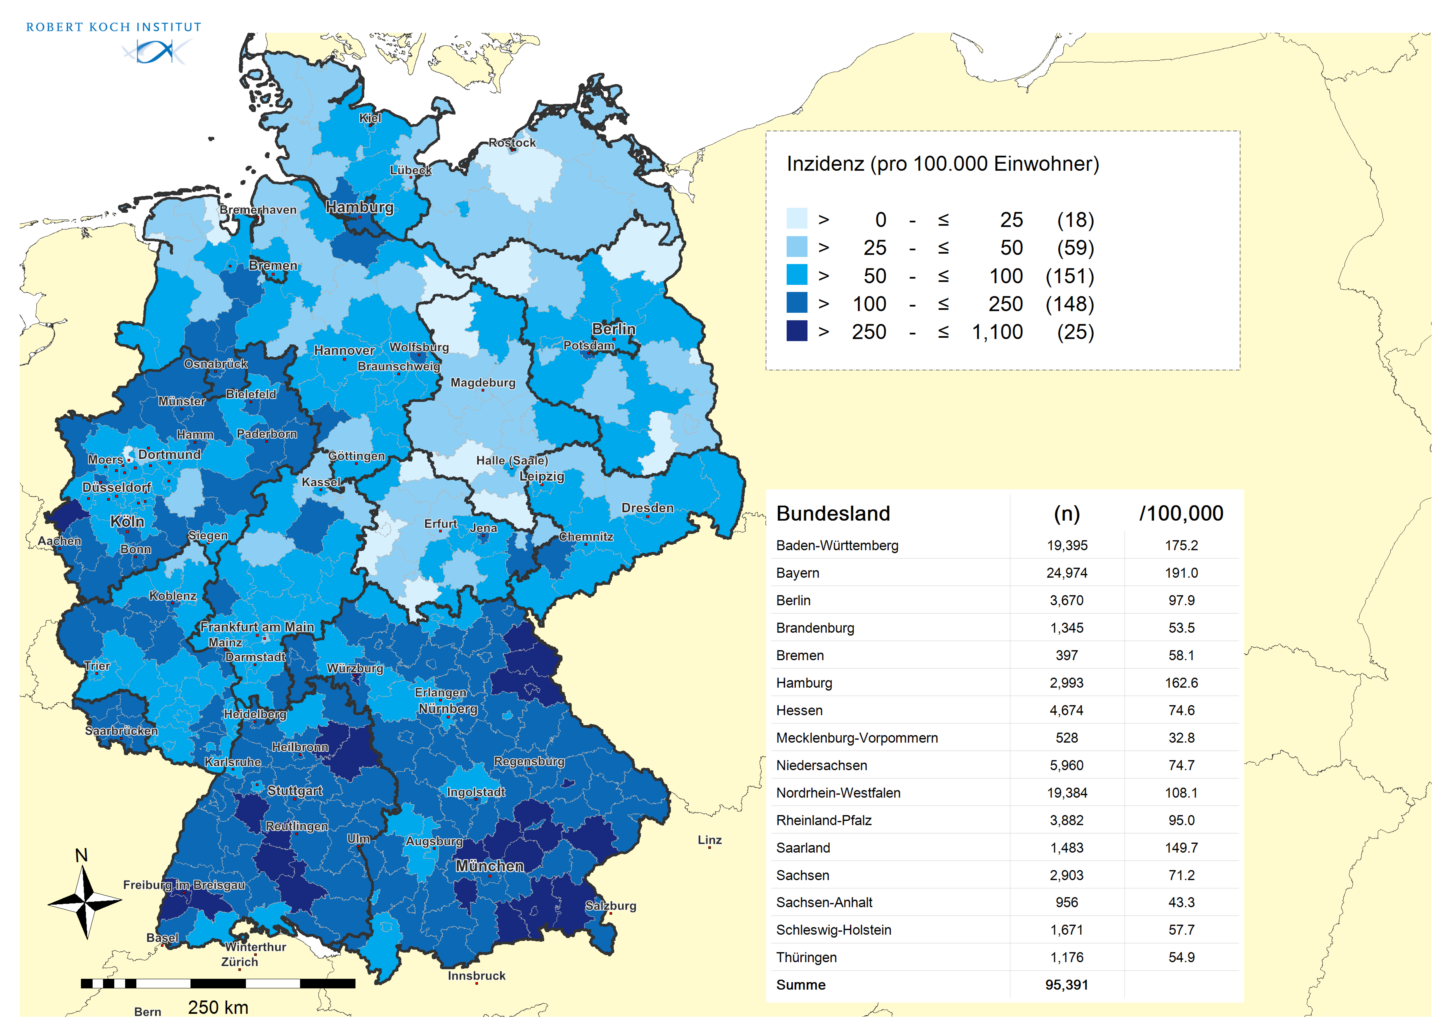 ROBERT KOCH INSTITUT
Kiel
Rostock
Lübeck
Hamburg
Bremerhaven
Bremen
Berlin
Potsdam
Hannover
Wolfsburg
Braunschweig
Osnabrück
Magdeburg
Bielefeld
Münster
Hamm
Paderborn
Moers
Dortmund
Göttingen
Halle (Saale)
Leipzig
Kassel
Düsseldorf
Dresden
Köln
Erfurt
Jena
Chemnitz
Siegen
Aachen
Bonn
Koblenz
Frankfurt am Main
Mainz
Darmstadt
Trier
Würzburg
Erlangen
Nürnberg
Heidelberg
Saarbrücken
Heilbronn
Karlsruhe
Regensburg
Stuttgart
Ingolstadt
Reutlingen
Ulm
Augsburg
Linz
München
Freiburg im Breisgau
Salzburg
Basel
Winterthur
Zürich
Innsbruck
Bern
N
250 km
Inzidenz (pro 100.000 Einwohner)
> 0 - ≤ 25 (18)
> 25 - ≤ 50 (59)
> 50 - ≤ 100 (151)
> 100 - ≤ 250 (148)
> 250 - ≤ 1,100 (25)
Bundesland (n) /100,000
Baden-Württemberg 19,395 175.2
Bayern 24,974 191.0
Berlin 3,670 97.9
Brandenburg 1,345 53.5
Bremen 397 58.1
Hamburg 2,993 162.6
Hessen 4,674 74.6
Mecklenburg-Vorpommern 528 32.8
Niedersachsen 5,960 74.7
Nordrhein-Westfalen 19,384 108.1
Rheinland-Pfalz 3,882 95.0
Saarland 1,483 149.7
Sachsen 2,903 71.2
Sachsen-Anhalt 956 43.3
Schleswig-Holstein 1,671 57.7
Thüringen 1,176 54.9
Summe 95,391